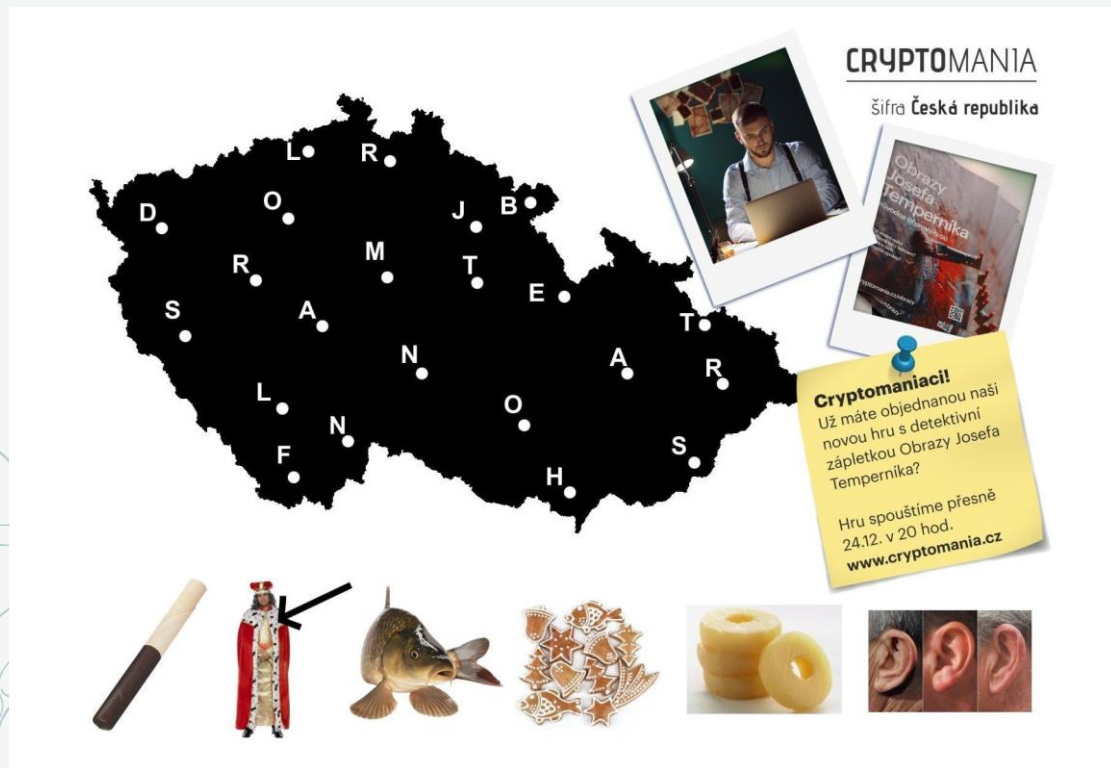 CRYPTOMANIA
šifra Česká republika
Obrazy
Josefa
Temperníka
L R
D O J B
R M T E
S A T
N A R
L O
N S
F H
Cryptomaniaci!
Už máte objednanou naši
novou hru s detektivní
zápletkou Obrazy Josefa
Temperníka?
Hru spouštíme přesně
24.12. v 20 hod.
www.cryptomania.cz